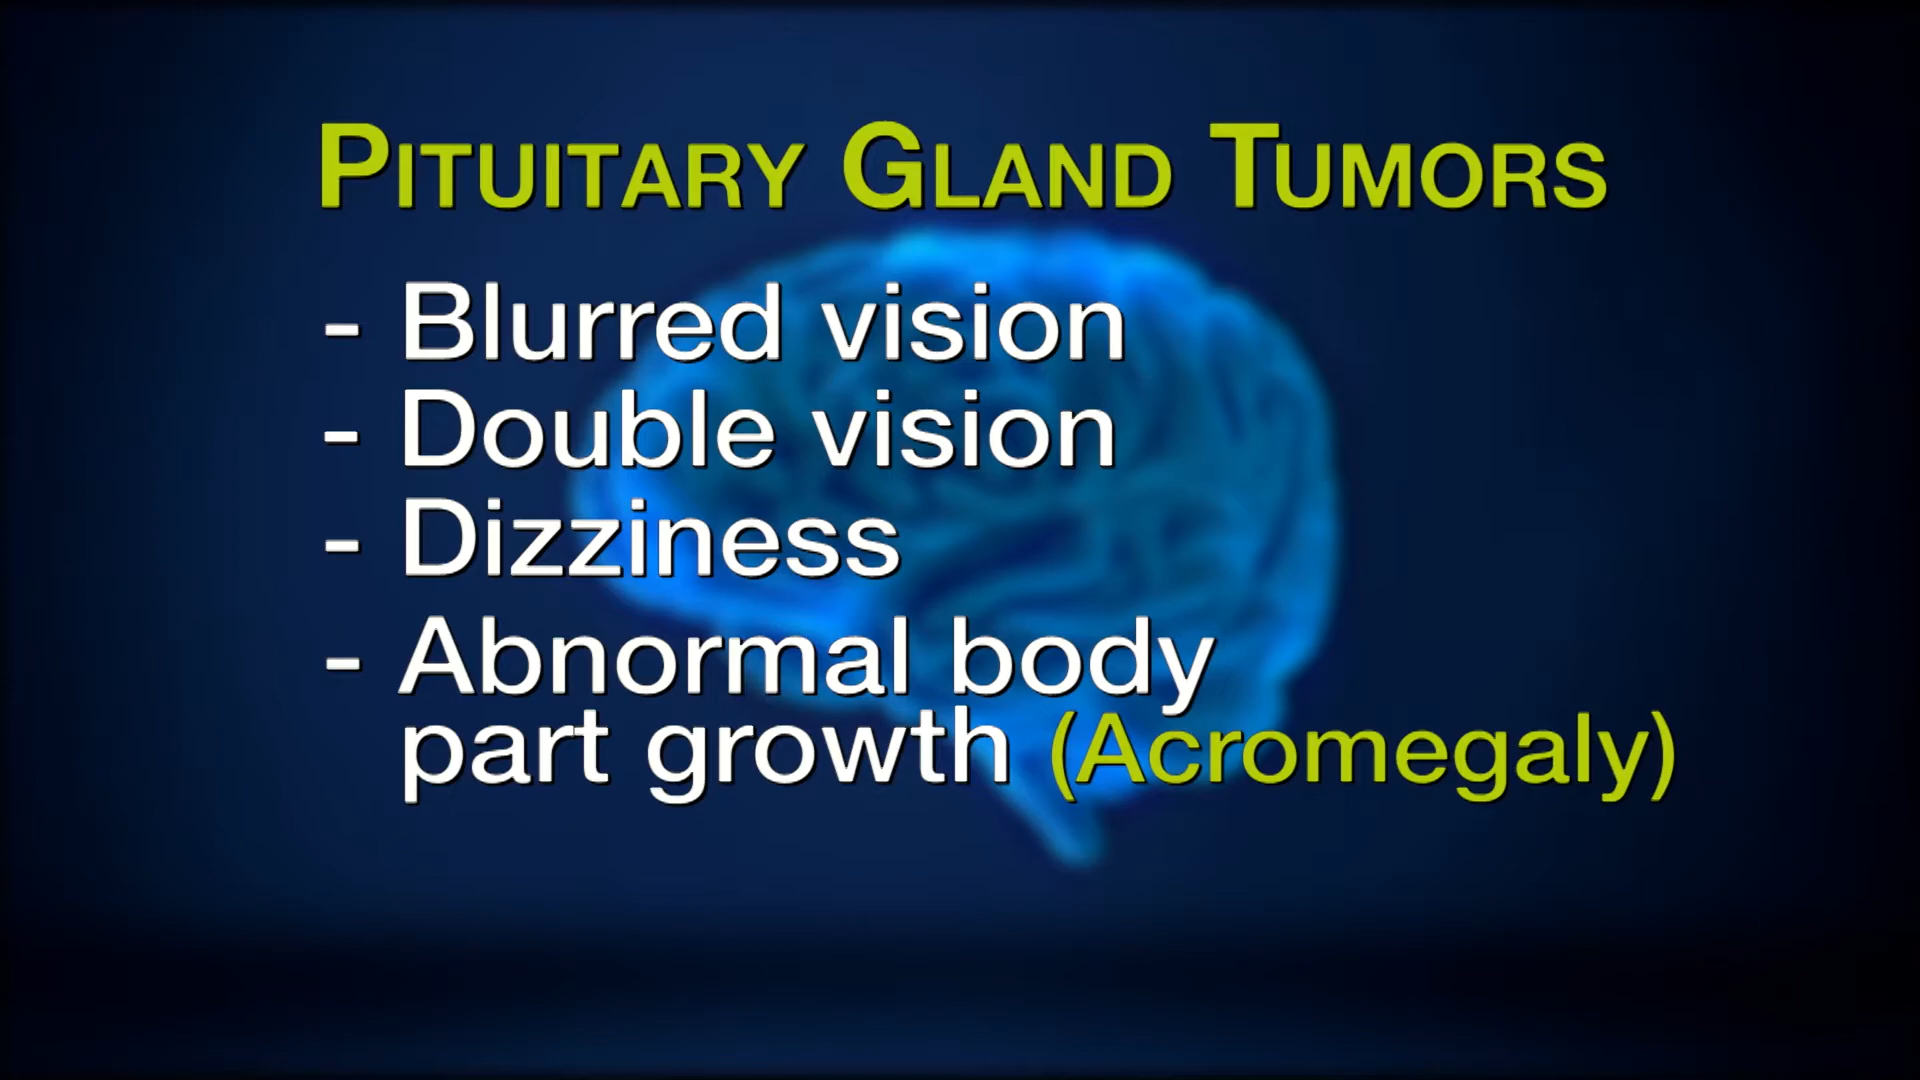 PITUITARY GLAND TUMORS
- Blurred vision
- Double vision
- Dizziness
- Abnormal body
part growth (Acromegaly)